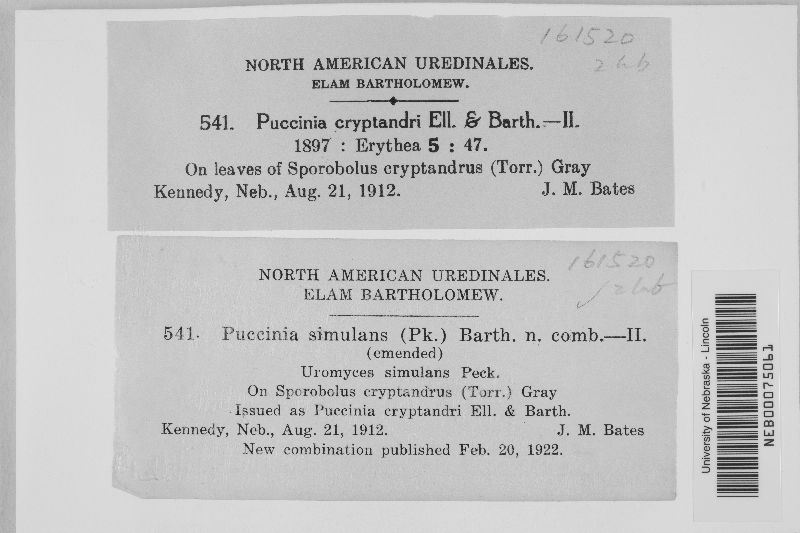 161520
2 hb
NORTH AMERICAN UREDINALES.
ELAM BARTHOLOMEW.
541. Puccinia cryptandri Ell. & Barth.—II.
1897 : Erythea 5 : 47.
On leaves of Sporobolus cryptandrus (Torr.) Gray
Kennedy, Neb., Aug. 21, 1912. J. M. Bates
161520
2 hb
NORTH AMERICAN UREDINALES.
ELAM BARTHOLOMEW.
541. Puccinia simulans (Pk.) Barth. n. comb.—II.
(emended)
Uromyces simulans Peck.
On Sporobolus cryptandrus (Torr.) Gray
Issued as Puccinia cryptandri Ell. & Barth.
Kennedy, Neb., Aug. 21, 1912. J. M. Bates
New combination published Feb. 20, 1922.
University of Nebraska - Lincoln
NEB00075061